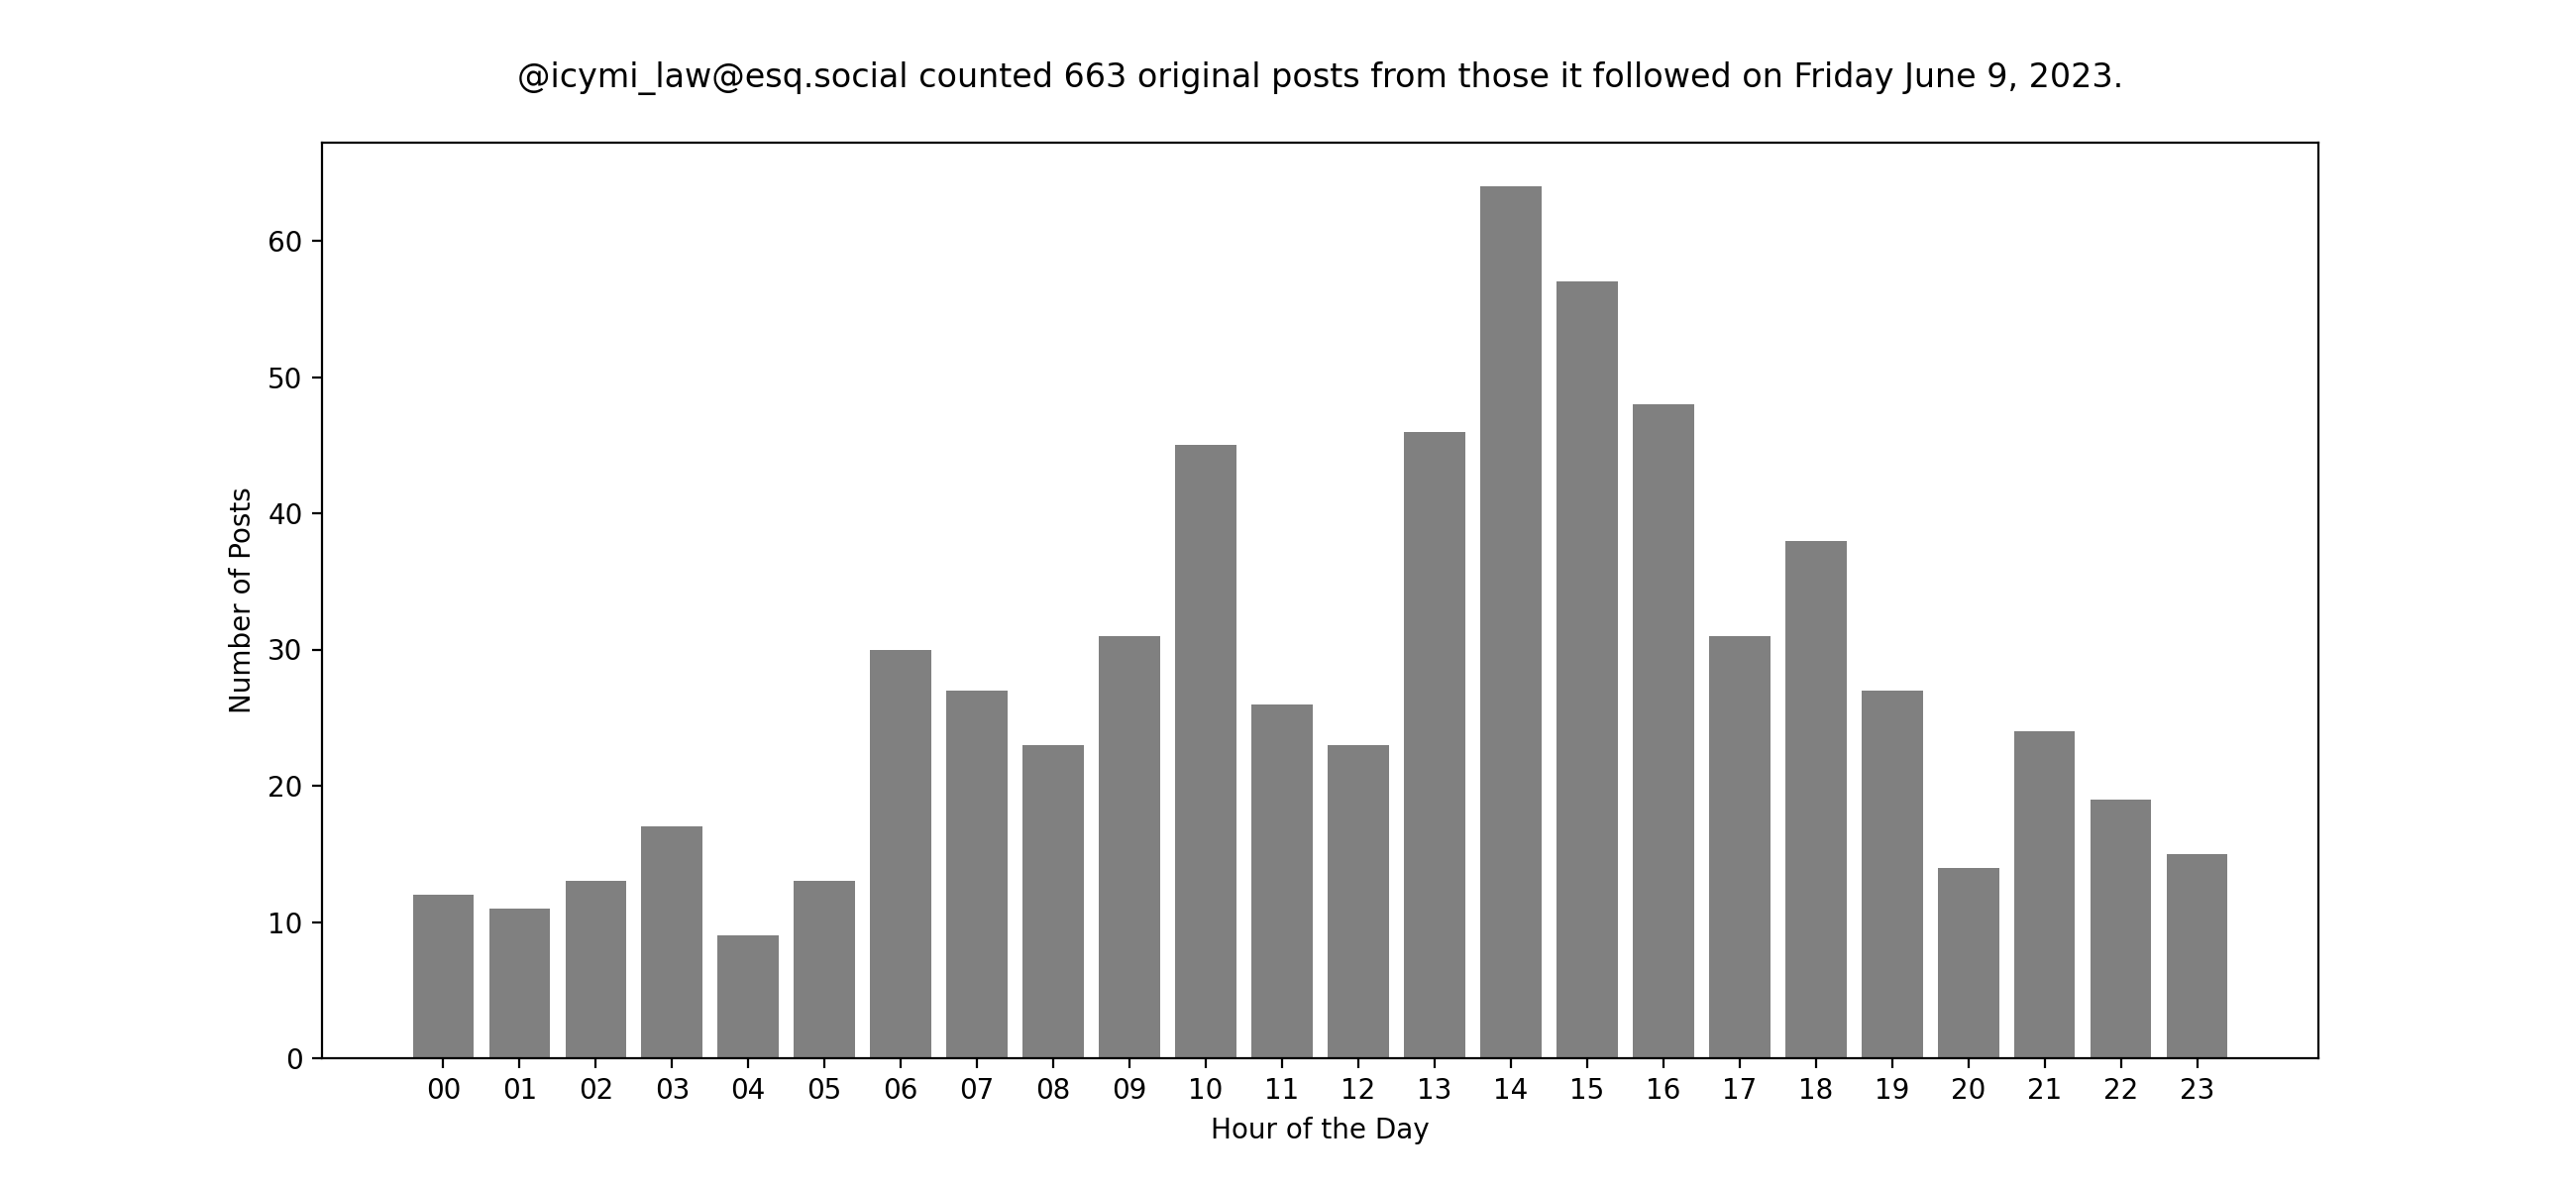 @icymi_law@esq.social counted 663 original posts from those it followed on Friday June 9, 2023.
60
50
40
30
20
10
0
Number of Posts
00 01 02 03 04 05 06 07 08 09 10 11 12 13 14 15 16 17 18 19 20 21 22 23
Hour of the Day